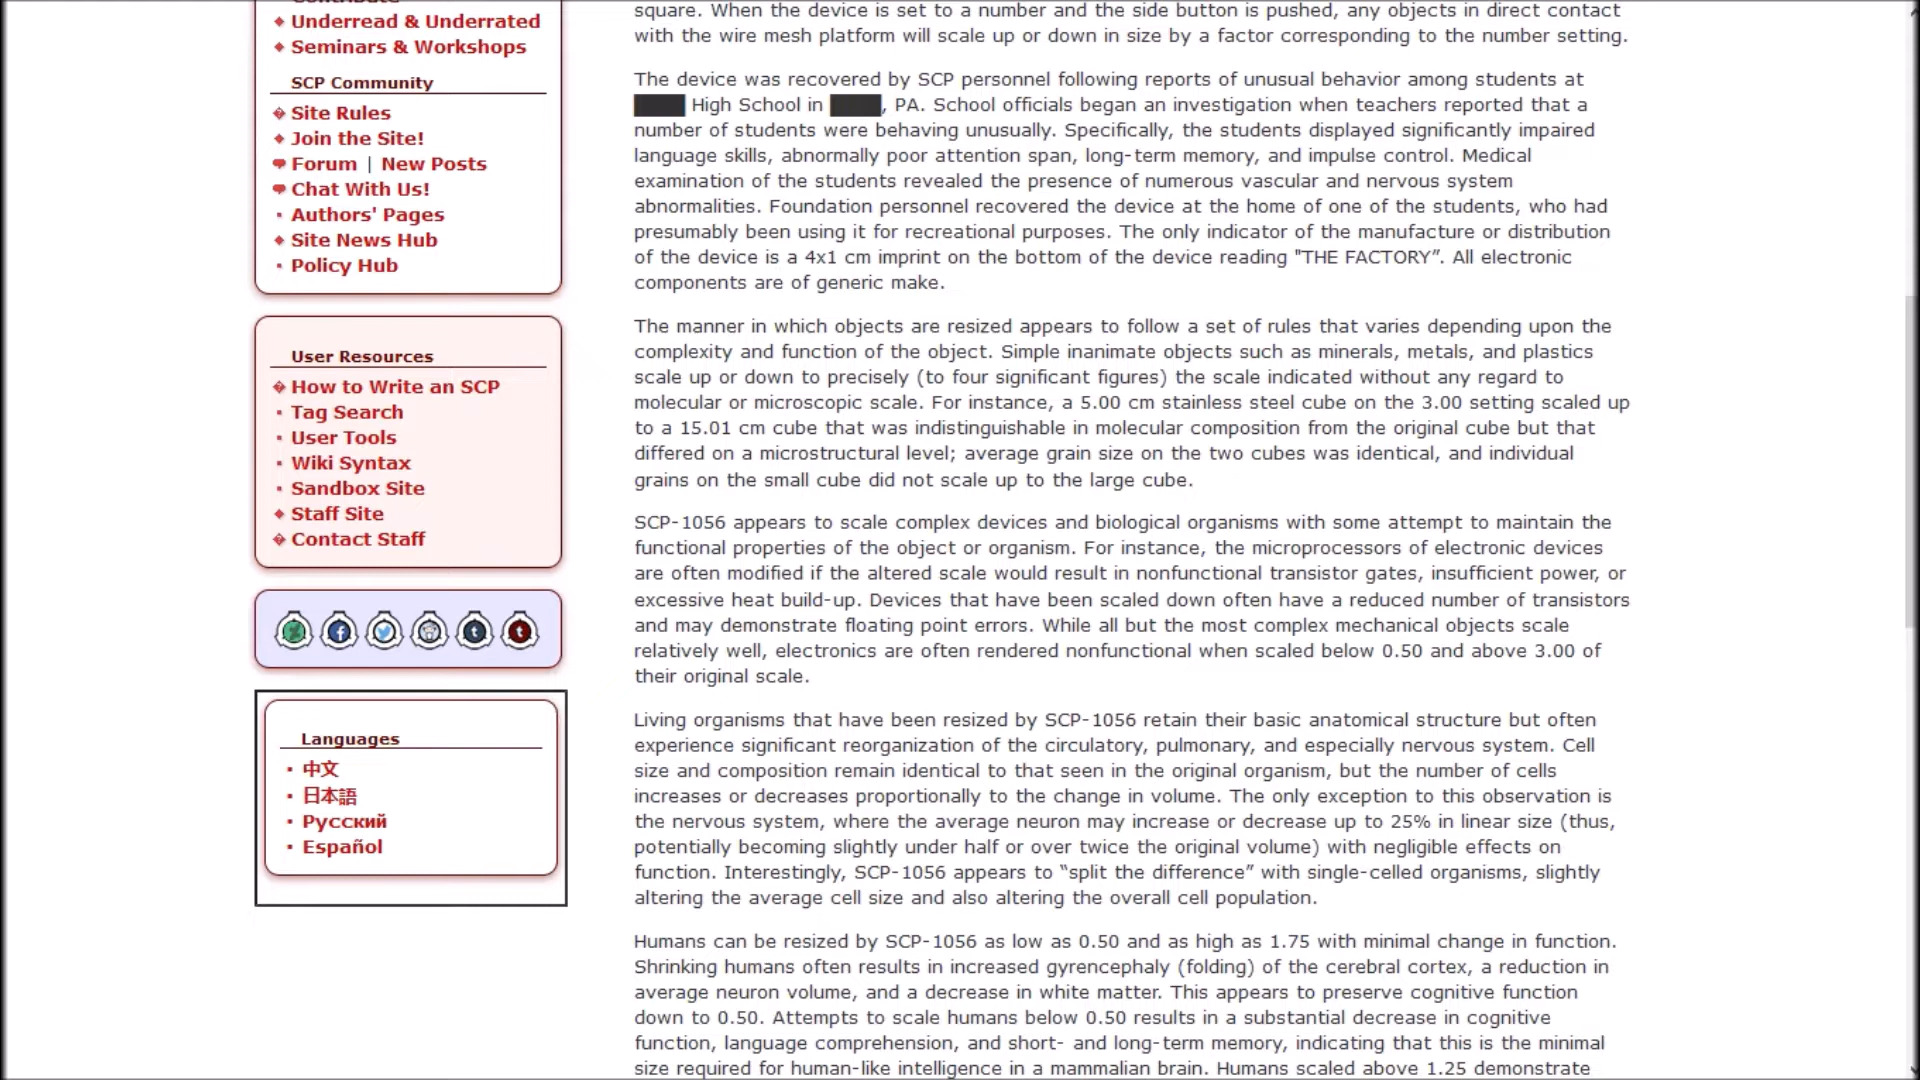 Contribute
Underread & Underrated
Seminars & Workshops
SCP Community
Site Rules
Join the Site!
Forum | New Posts
Chat With Us!
Authors' Pages
Site News Hub
Policy Hub
User Resources
How to Write an SCP
Tag Search
User Tools
Wiki Syntax
Sandbox Site
Staff Site
Contact Staff
Languages
中文
日本語
Русский
Español
square. When the device is set to a number and the side button is pushed, any objects in direct contact
with the wire mesh platform will scale up or down in size by a factor corresponding to the number setting.
The device was recovered by SCP personnel following reports of unusual behavior among students at
████ High School in ████, PA. School officials began an investigation when teachers reported that a
number of students were behaving unusually. Specifically, the students displayed significantly impaired
language skills, abnormally poor attention span, long-term memory, and impulse control. Medical
examination of the students revealed the presence of numerous vascular and nervous system
abnormalities. Foundation personnel recovered the device at the home of one of the students, who had
presumably been using it for recreational purposes. The only indicator of the manufacture or distribution
of the device is a 4x1 cm imprint on the bottom of the device reading "THE FACTORY”. All electronic
components are of generic make.
The manner in which objects are resized appears to follow a set of rules that varies depending upon the
complexity and function of the object. Simple inanimate objects such as minerals, metals, and plastics
scale up or down to precisely (to four significant figures) the scale indicated without any regard to
molecular or microscopic scale. For instance, a 5.00 cm stainless steel cube on the 3.00 setting scaled up
to a 15.01 cm cube that was indistinguishable in molecular composition from the original cube but that
differed on a microstructural level; average grain size on the two cubes was identical, and individual
grains on the small cube did not scale up to the large cube.
SCP-1056 appears to scale complex devices and biological organisms with some attempt to maintain the
functional properties of the object or organism. For instance, the microprocessors of electronic devices
are often modified if the altered scale would result in nonfunctional transistor gates, insufficient power, or
excessive heat build-up. Devices that have been scaled down often have a reduced number of transistors
and may demonstrate floating point errors. While all but the most complex mechanical objects scale
relatively well, electronics are often rendered nonfunctional when scaled below 0.50 and above 3.00 of
their original scale.
Living organisms that have been resized by SCP-1056 retain their basic anatomical structure but often
experience significant reorganization of the circulatory, pulmonary, and especially nervous system. Cell
size and composition remain identical to that seen in the original organism, but the number of cells
increases or decreases proportionally to the change in volume. The only exception to this observation is
the nervous system, where the average neuron may increase or decrease up to 25% in linear size (thus,
potentially becoming slightly under half or over twice the original volume) with negligible effects on
function. Interestingly, SCP-1056 appears to “split the difference” with single-celled organisms, slightly
altering the average cell size and also altering the overall cell population.
Humans can be resized by SCP-1056 as low as 0.50 and as high as 1.75 with minimal change in function.
Shrinking humans often results in increased gyrencephaly (folding) of the cerebral cortex, a reduction in
average neuron volume, and a decrease in white matter. This appears to preserve cognitive function
down to 0.50. Attempts to scale humans below 0.50 results in a substantial decrease in cognitive
function, language comprehension, and short- and long-term memory, indicating that this is the minimal
size required for human-like intelligence in a mammalian brain. Humans scaled above 1.25 demonstrate